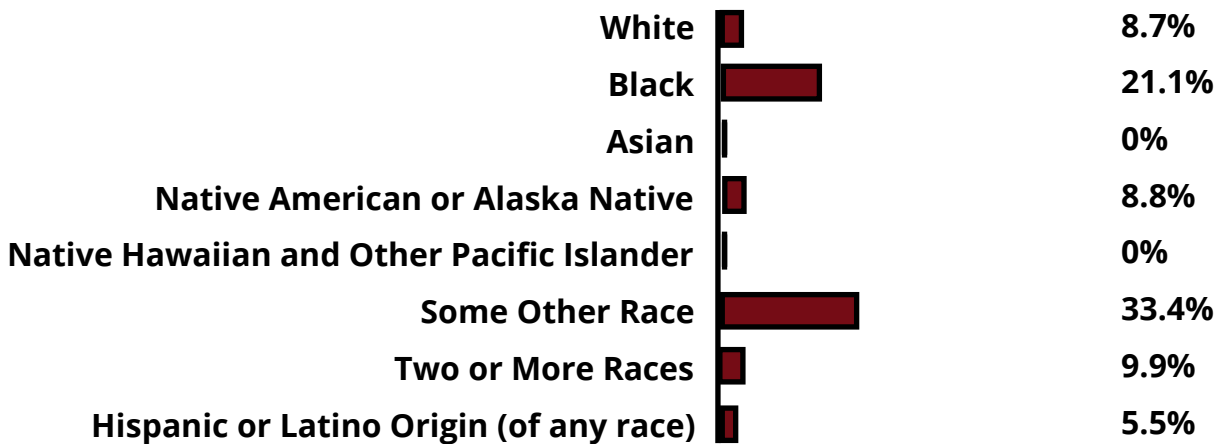 White 8.7%
Black 21.1%
Asian 0%
Native American or Alaska Native 8.8%
Native Hawaiian and Other Pacific Islander 0%
Some Other Race 33.4%
Two or More Races 9.9%
Hispanic or Latino Origin (of any race) 5.5%